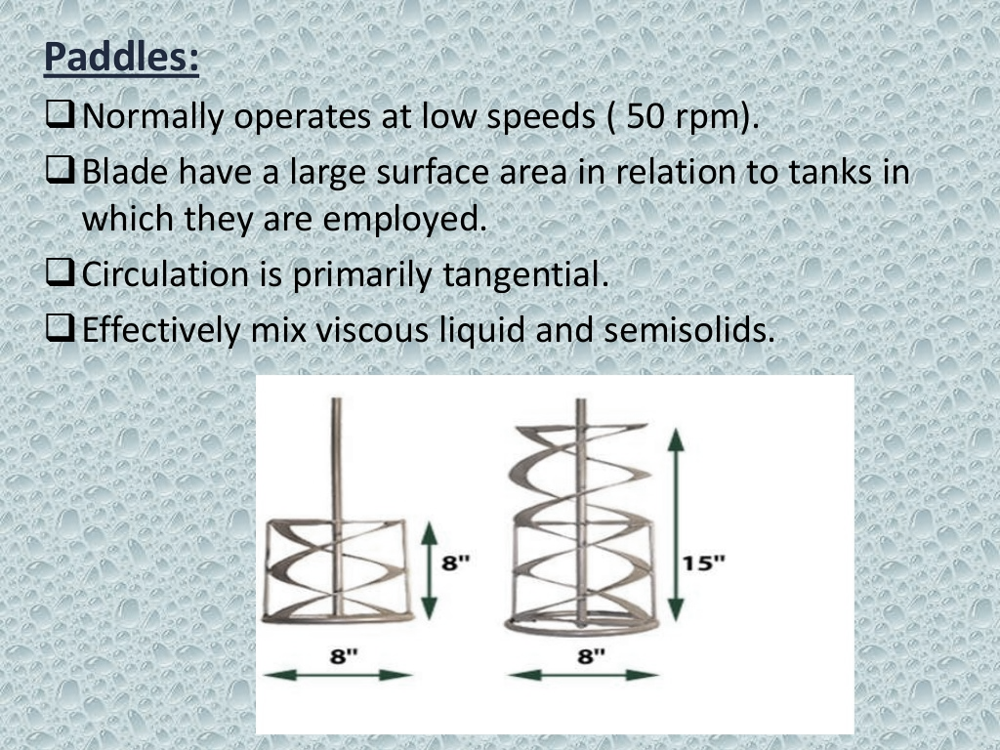 Paddles:
❑Normally operates at low speeds ( 50 rpm).
❑Blade have a large surface area in relation to tanks in
which they are employed.
❑Circulation is primarily tangential.
❑Effectively mix viscous liquid and semisolids.
8"
15"
8"
8"